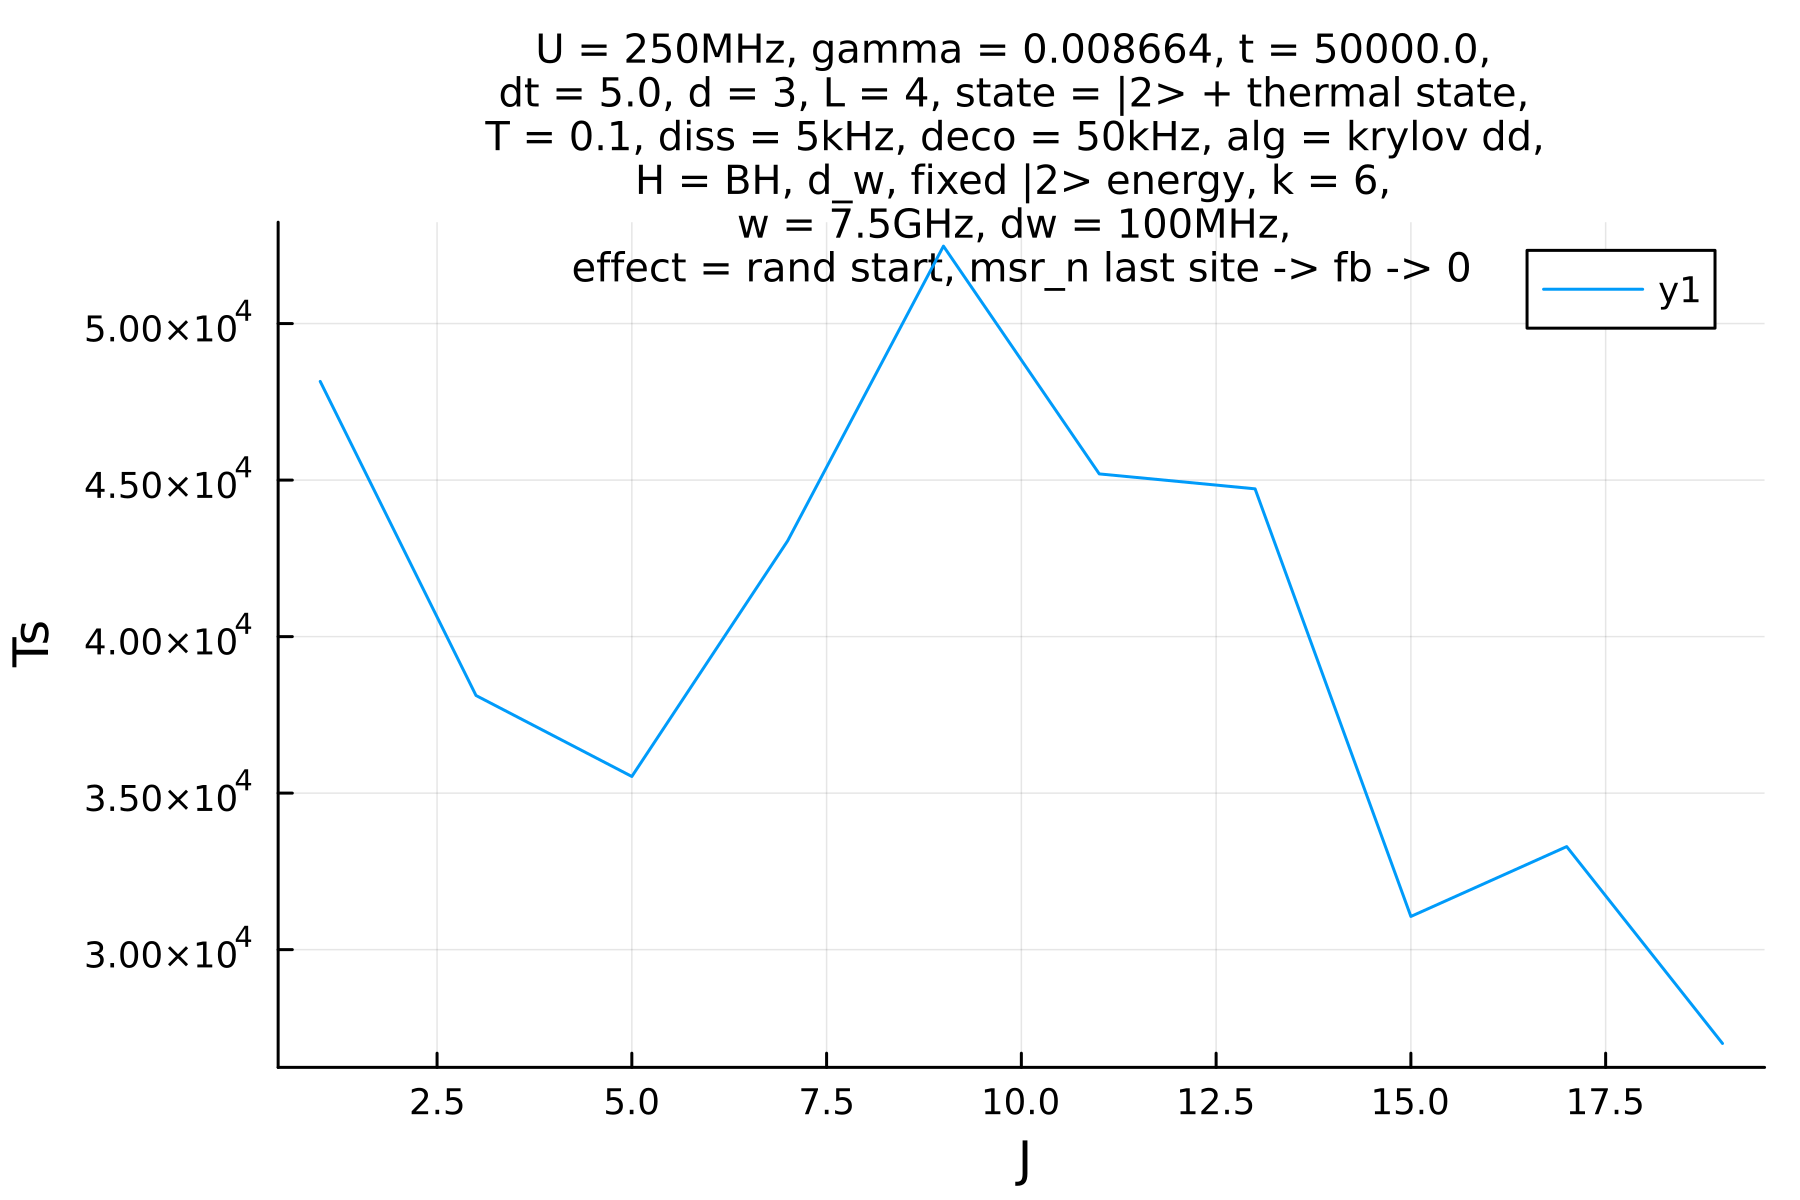 U = 250MHz, gamma = 0.008664, t = 50000.0,
dt = 5.0, d = 3, L = 4, state = |2> + thermal state,
T = 0.1, diss = 5kHz, deco = 50kHz, alg = krylov dd,
H = BH, d_w, fixed |2> energy, k = 6,
w = 7.5GHz, dw = 100MHz,
effect = rand start, msr_n last site -> fb -> 0
y1
5.00×10⁴
4.50×10⁴
4.00×10⁴
3.50×10⁴
3.00×10⁴
Ts
2.5 5.0 7.5 10.0 12.5 15.0 17.5
J